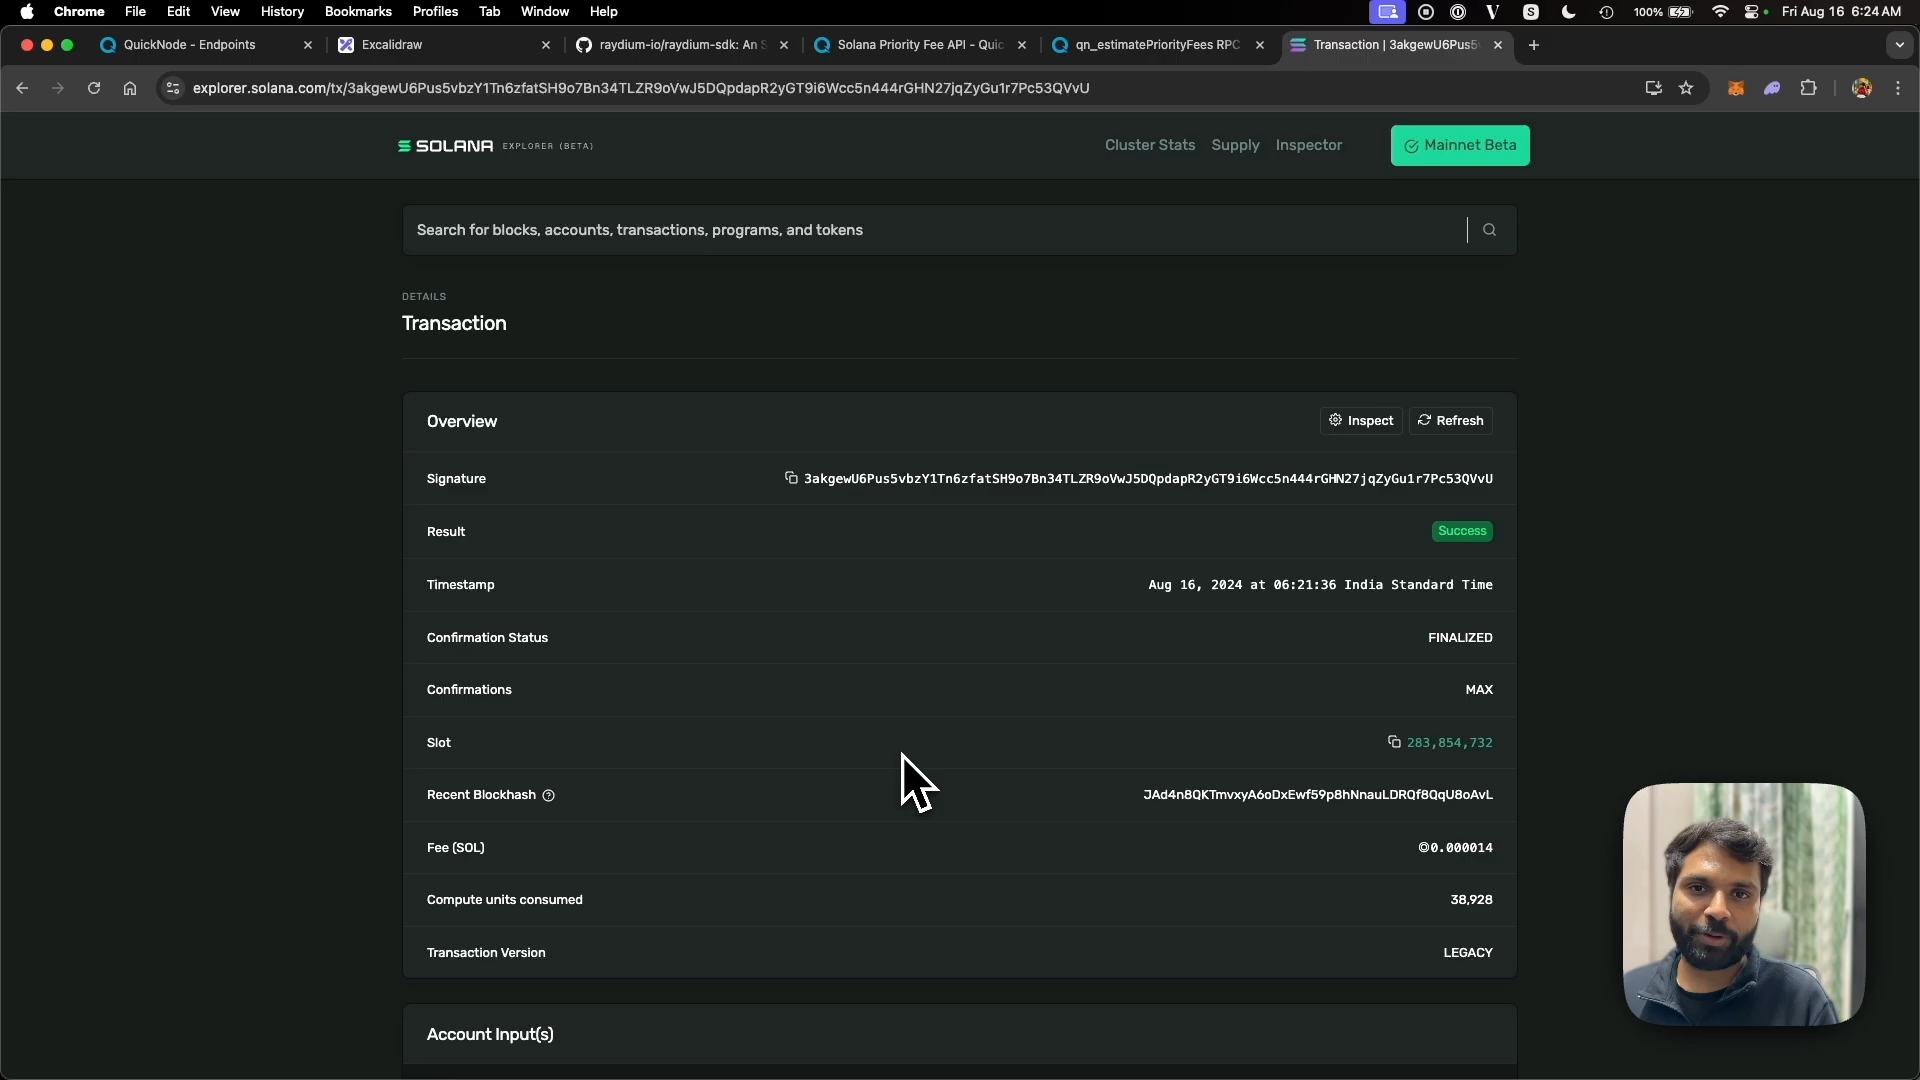 Chrome File Edit View History Bookmarks Profiles Tab Window Help 100% Fri Aug 16 6:24 AM
QuickNode - Endpoints Excalidraw raydium-io/raydium-sdk: An S Solana Priority Fee API - Quic qn_estimatePriorityFees RPC Transaction | 3akgewU6Pus5
explorer.solana.com/tx/3akgewU6Pus5vbzY1Tn6zfatSH9o7Bn34TLZR9oVwJ5DQpdapR2yGT9i6Wcc5n444rGHN27jqZyGu1r7Pc53QVvU
SOLANA EXPLORER (BETA) Cluster Stats Supply Inspector Mainnet Beta
Search for blocks, accounts, transactions, programs, and tokens
DETAILS
Transaction
Overview Inspect Refresh
Signature 3akgewU6Pus5vbzY1Tn6zfatSH9o7Bn34TLZR9oVwJ5DQpdapR2yGT9i6Wcc5n444rGHN27jqZyGu1r7Pc53QVvU
Result Success
Timestamp Aug 16, 2024 at 06:21:36 India Standard Time
Confirmation Status FINALIZED
Confirmations MAX
Slot 283,854,732
Recent Blockhash JAd4n8QKTmvxyA6oDxEwf59p8hNnauLDRQf8QqU8oAvL
Fee (SOL) ◎0.000014
Compute units consumed 38,928
Transaction Version LEGACY
Account Input(s)